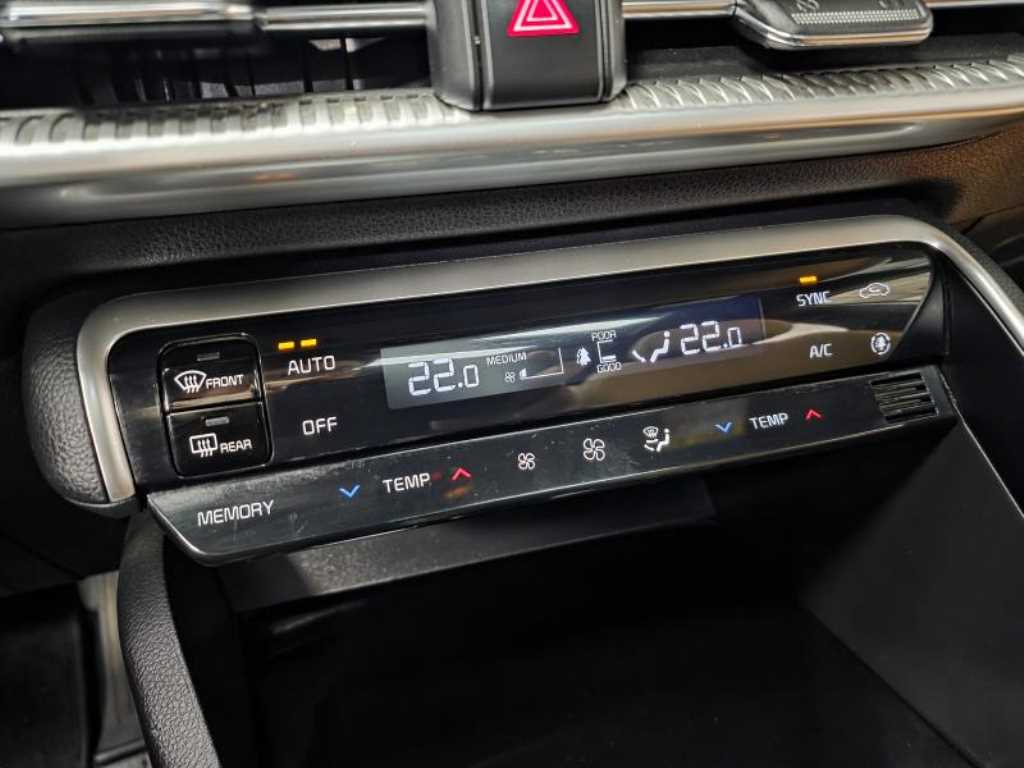 FRONT
REAR
AUTO
OFF
22.0
MEDIUM
POOR
GOOD
22.0
SYNC
A/C
MEMORY
TEMP
TEMP